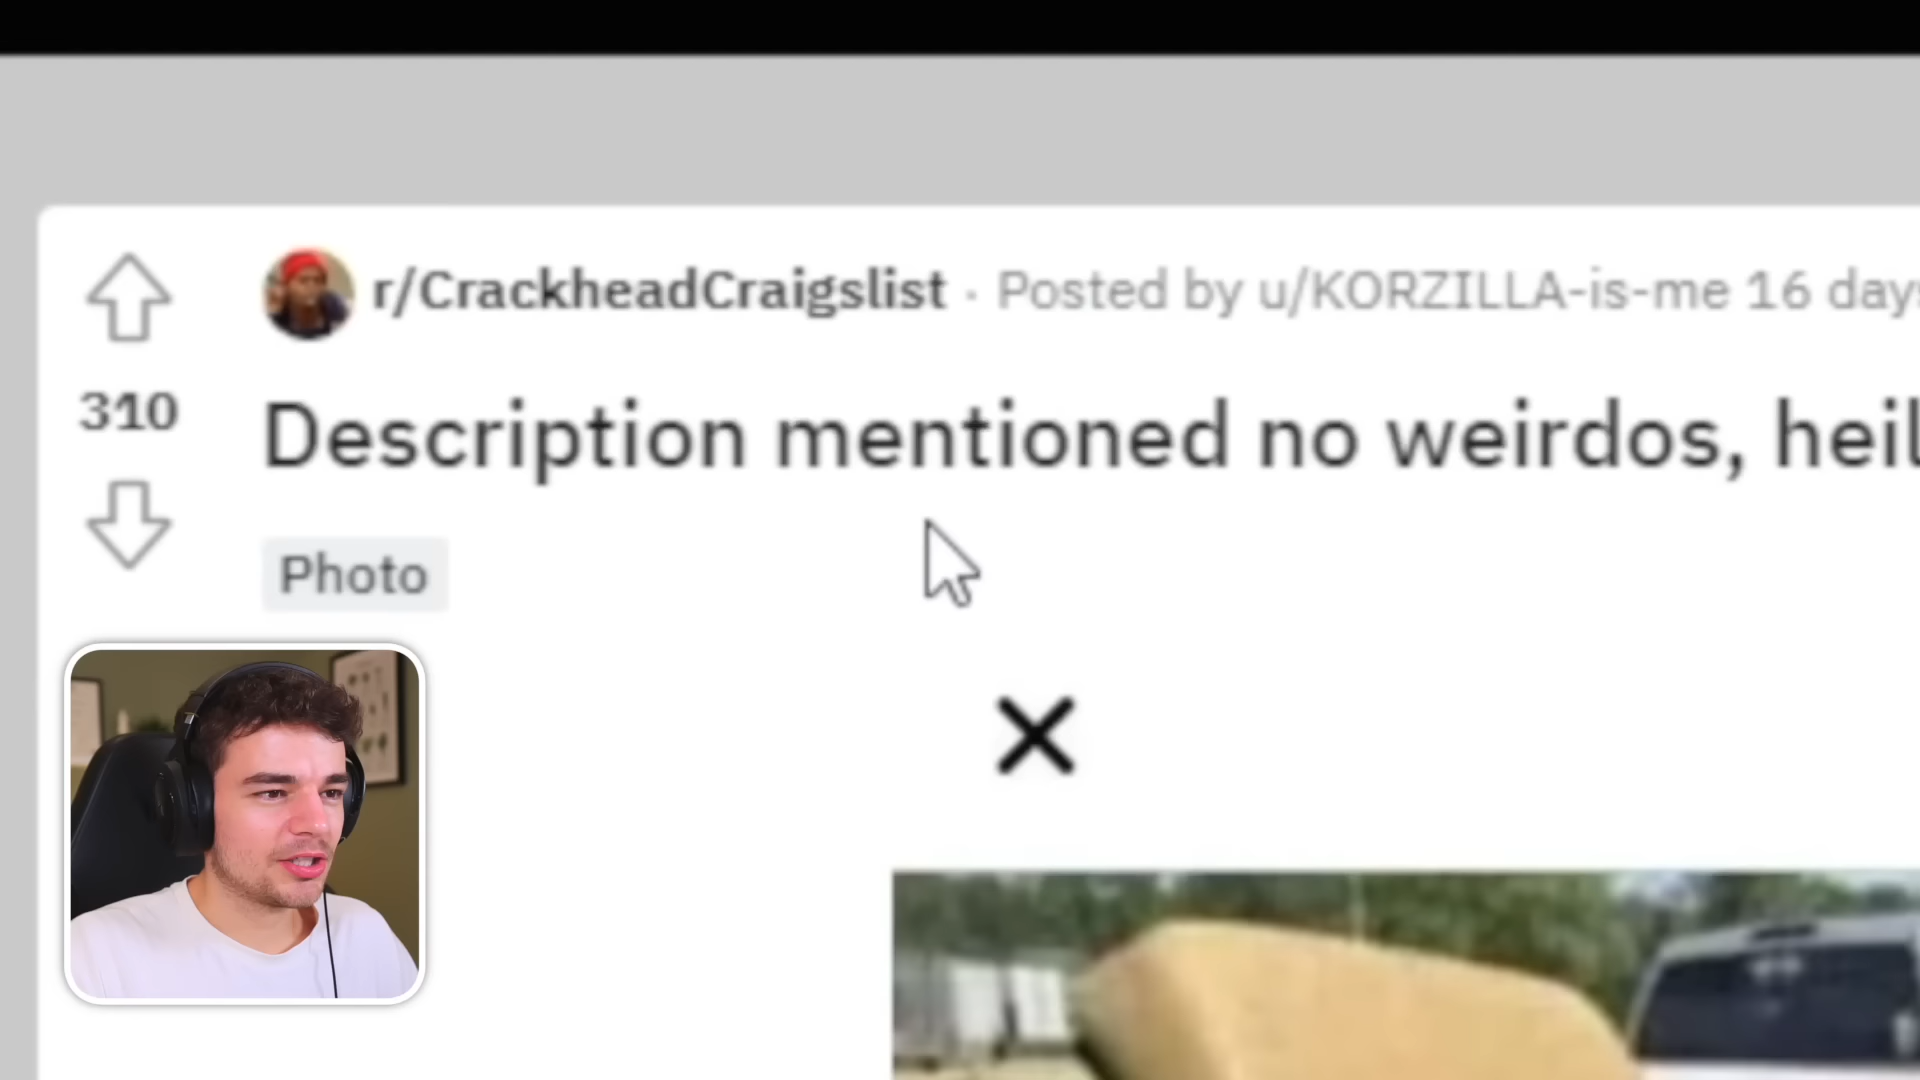 r/CrackheadCraigslist · Posted by u/KORZILLA-is-me 16 day
310
Description mentioned no weirdos, heil
Photo